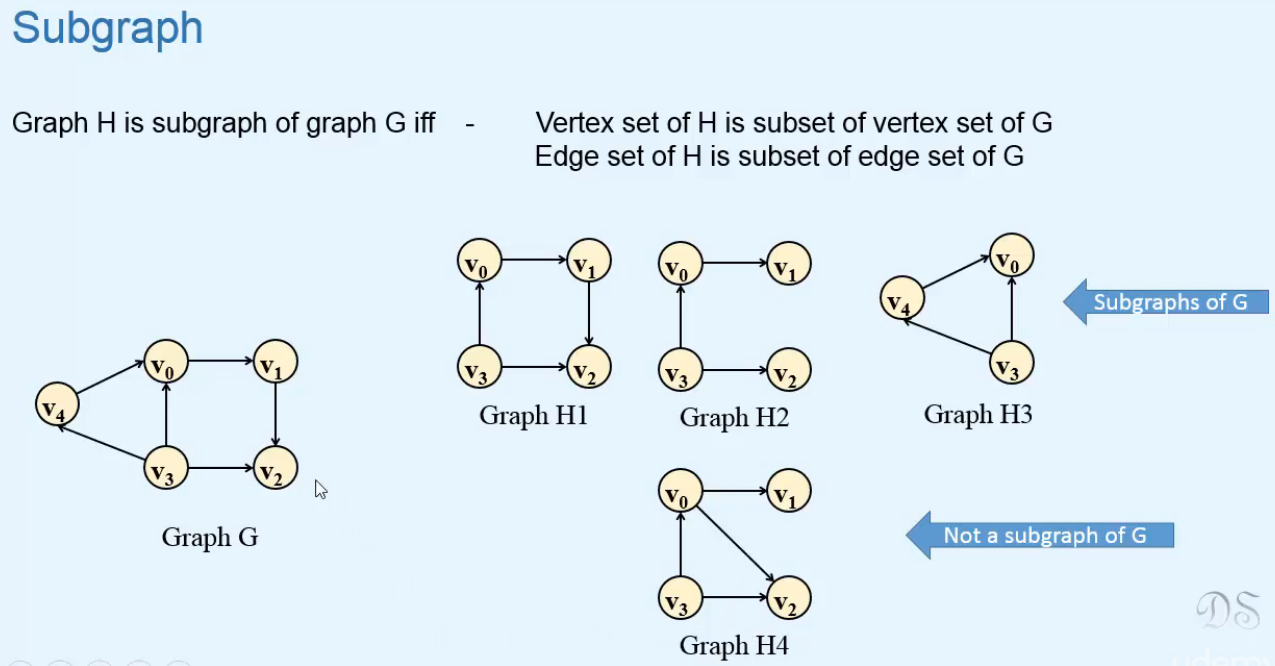 Subgraph
Graph H is subgraph of graph G iff - Vertex set of H is subset of vertex set of G
Edge set of H is subset of edge set of G
v0 v1
v4
v3 v2
Graph G
v0 v1
v3 v2
Graph H1
v0 v1
v3 v2
Graph H2
v0
v4
v3
Graph H3
Subgraphs of G
v0 v1
v3 v2
Graph H4
Not a subgraph of G
DS
udemy